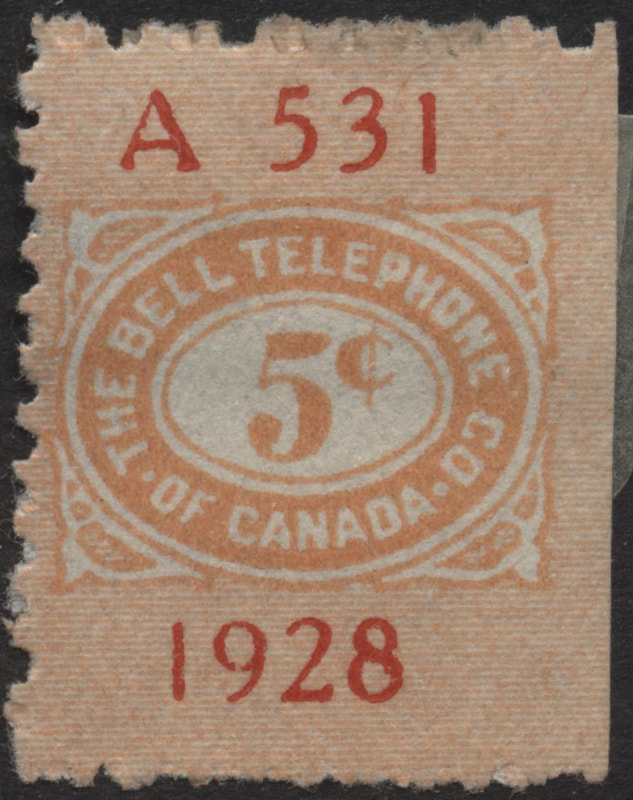 A 531
THE BELL TELEPHONE CO
· OF CANADA ·
5¢
1928